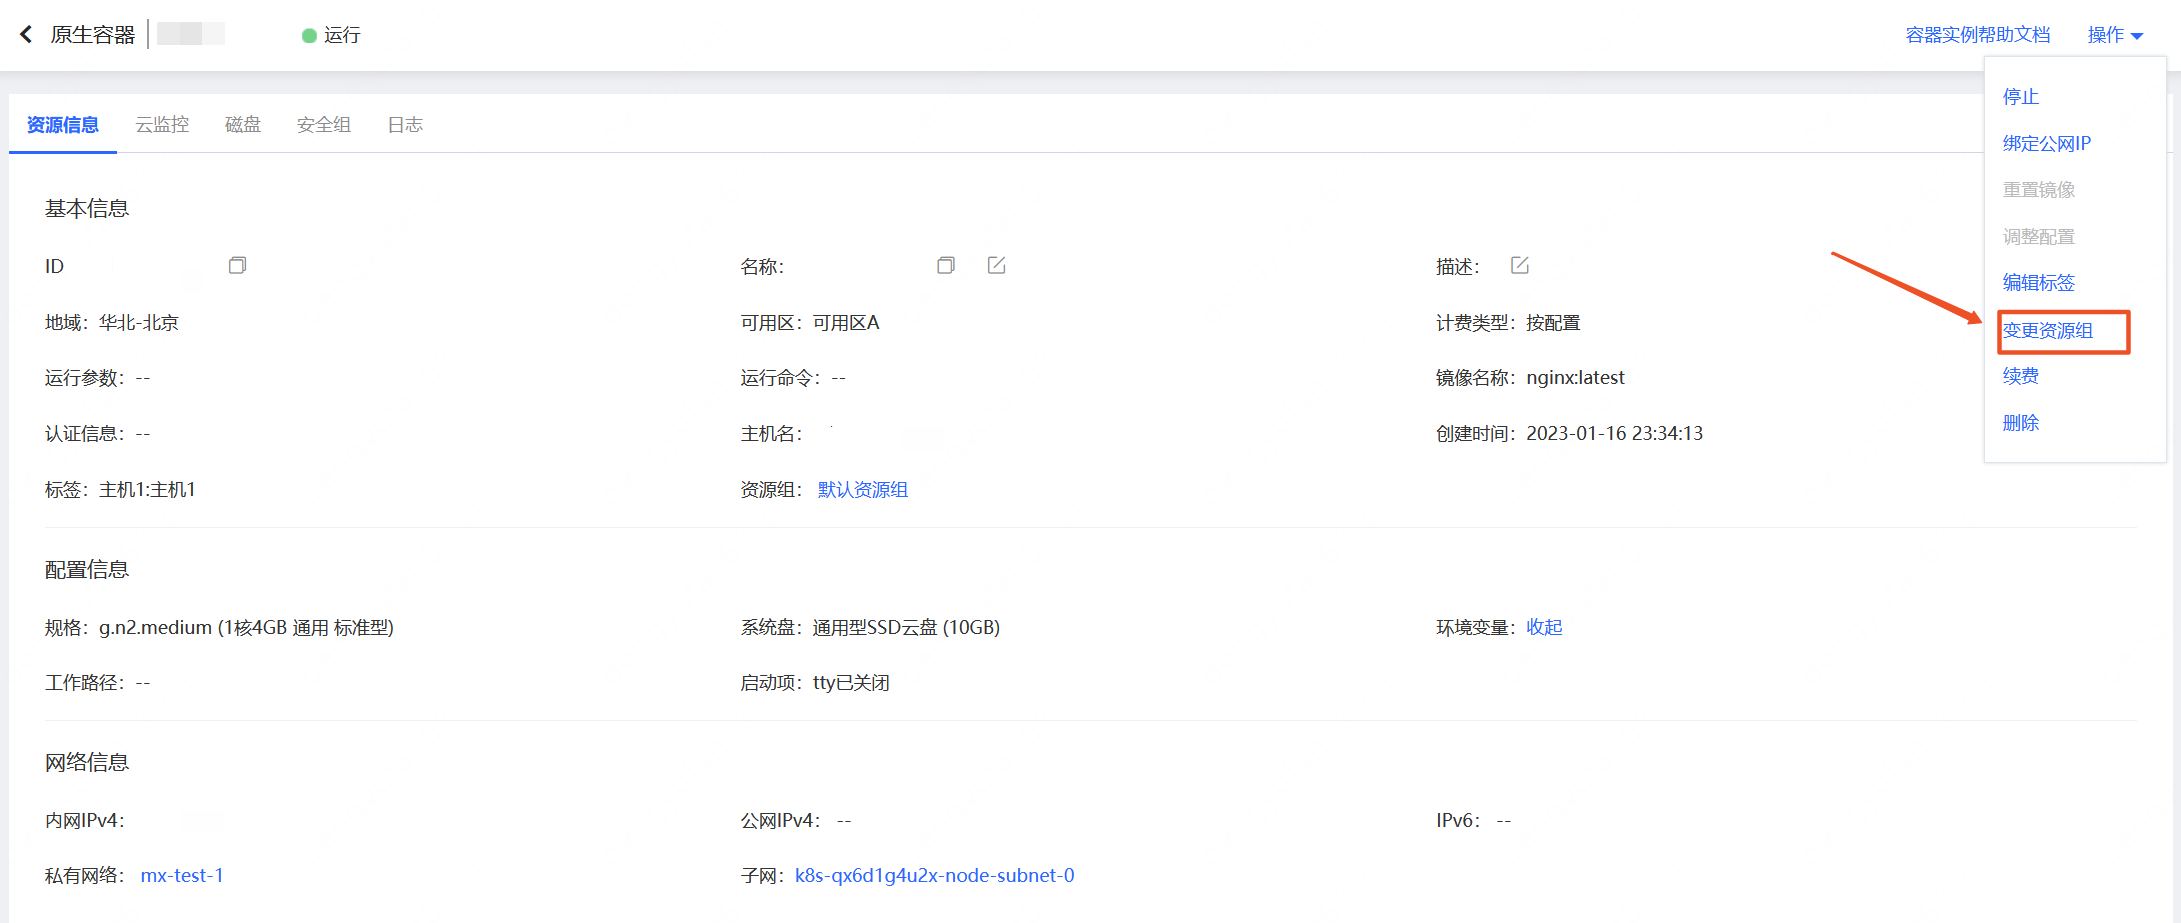 原生容器
运行
容器实例帮助文档
操作
停止
绑定公网IP
重置镜像
调整配置
编辑标签
变更资源组
续费
删除
资源信息 云监控 磁盘 安全组 日志
基本信息
ID
名称：
描述：
地域：华北-北京
可用区：可用区A
计费类型：按配置
运行参数：--
运行命令：--
镜像名称：nginx:latest
认证信息：--
主机名：
创建时间：2023-01-16 23:34:13
标签：主机1:主机1
资源组：默认资源组
配置信息
规格：g.n2.medium (1核4GB 通用 标准型)
系统盘：通用型SSD云盘 (10GB)
环境变量：收起
工作路径：--
启动项：tty已关闭
网络信息
内网IPv4：
公网IPv4：--
IPv6：--
私有网络：mx-test-1
子网：k8s-qx6d1g4u2x-node-subnet-0